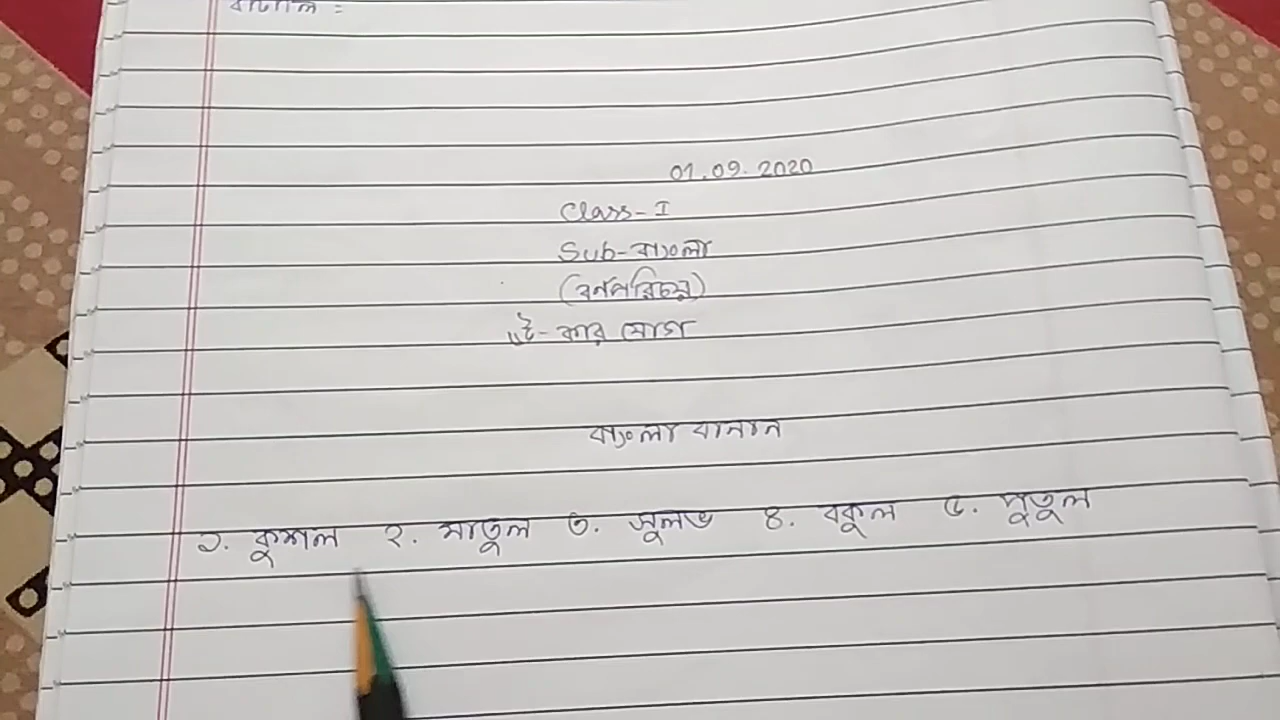 01.09.2020
Class-I
Sub-বাংলা
(বর্ণপরিচয়)
ু উ-কার যোগ
বাংলা বানান
১. কুশল ২. মাতুল ৩. সুলভ ৪. বকুল ৫. পুতুল